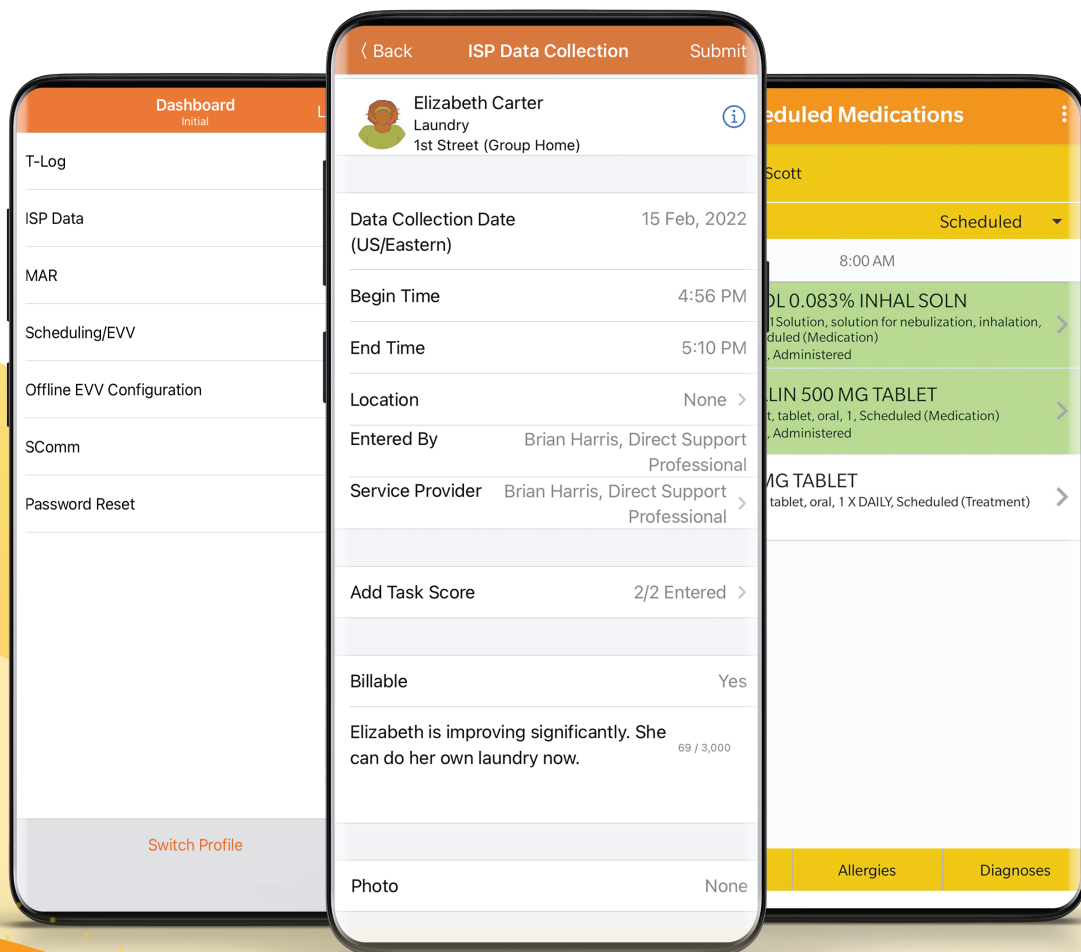 Dashboard
Initial
T-Log
ISP Data
MAR
Scheduling/EVV
Offline EVV Configuration
SComm
Password Reset
Switch Profile
Back
ISP Data Collection
Submit
Elizabeth Carter
Laundry
1st Street (Group Home)
Data Collection Date
(US/Eastern)
15 Feb, 2022
Begin Time
4:56 PM
End Time
5:10 PM
Location
None
Entered By
Brian Harris, Direct Support
Professional
Service Provider
Brian Harris, Direct Support
Professional
Add Task Score
2/2 Entered
Billable
Yes
Elizabeth is improving significantly. She
can do her own laundry now.
69 / 3,000
Photo
None
Medications
Scott
Scheduled
8:00 AM
0.083% INHAL SOLN
Solution, solution for nebulization, inhalation,
(Medication)
, Administered
500 MG TABLET
tablet, oral, 1, Scheduled (Medication)
, Administered
TABLET
tablet, oral, 1 X DAILY, Scheduled (Treatment)
Allergies
Diagnoses